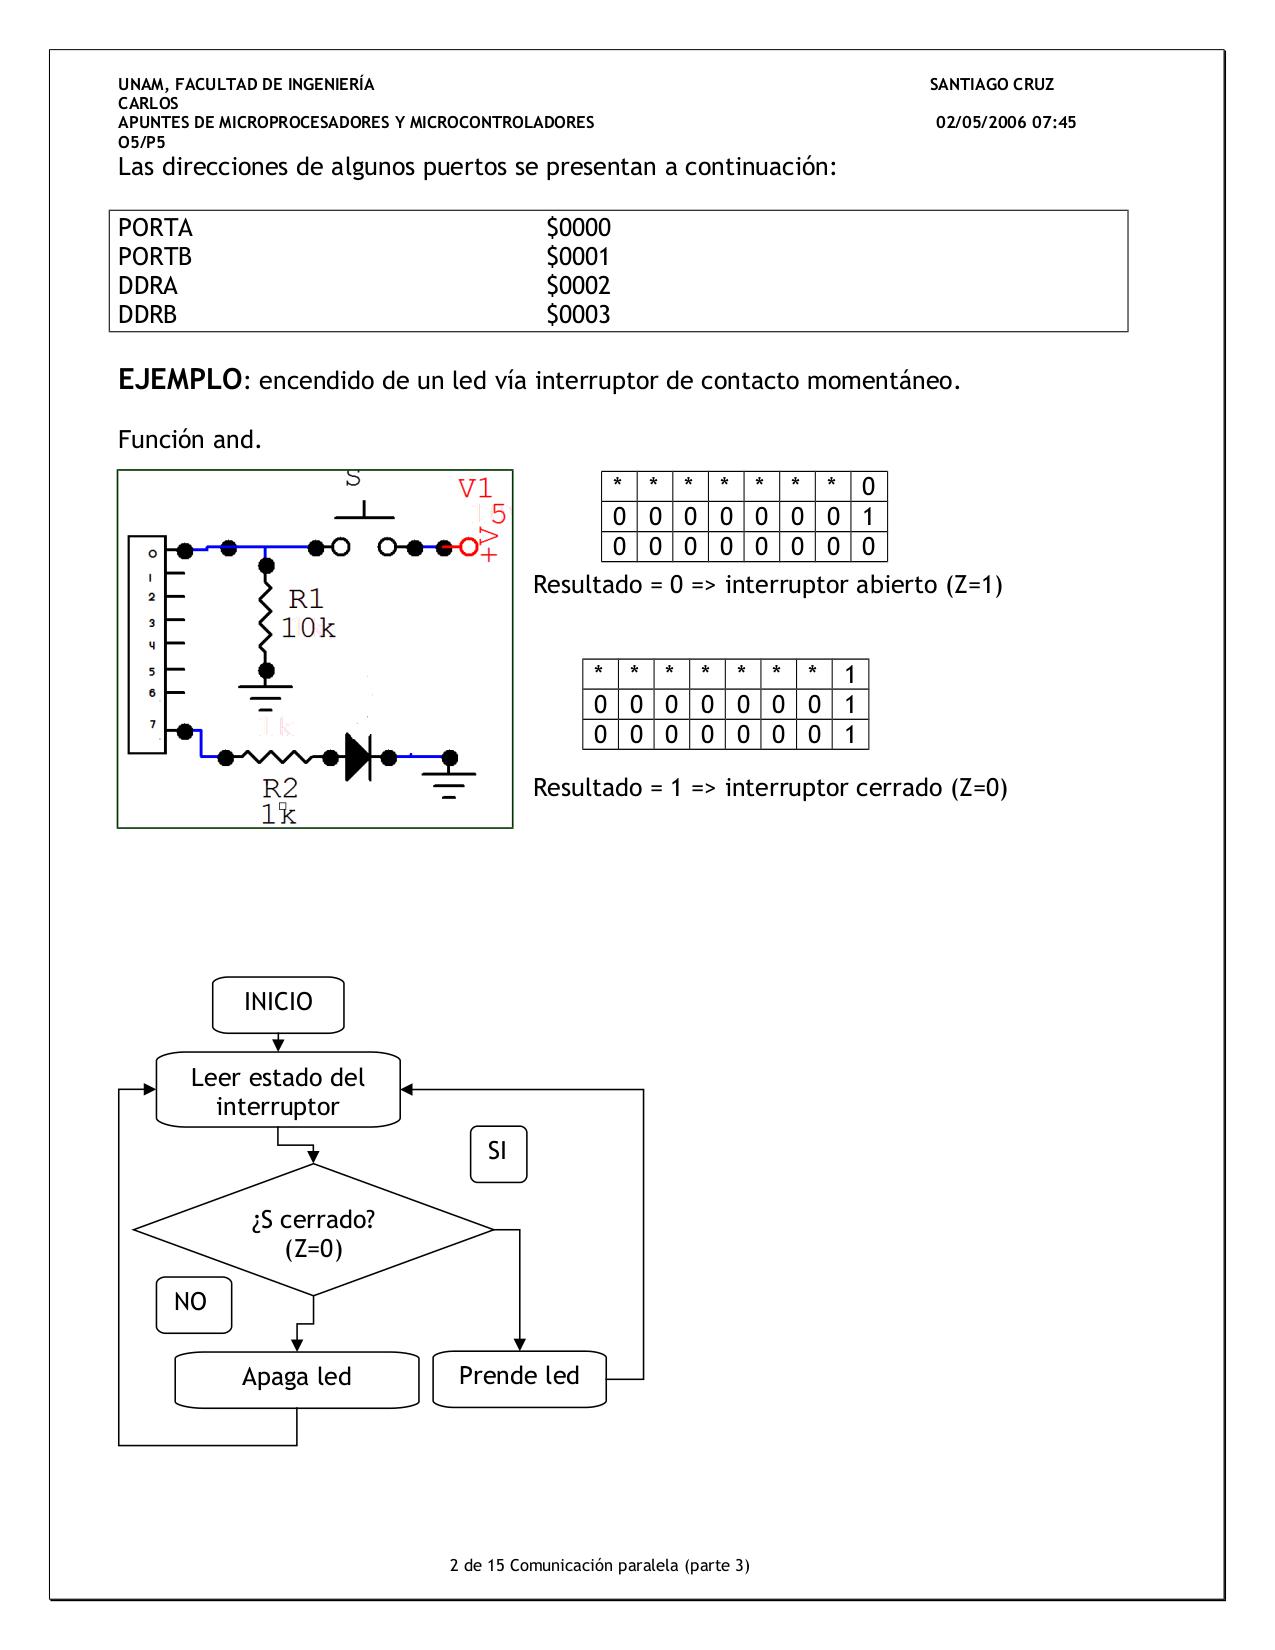 UNAM, FACULTAD DE INGENIERÍA SANTIAGO CRUZ
CARLOS
APUNTES DE MICROPROCESADORES Y MICROCONTROLADORES 02/05/2006 07:45
O5/P5
Las direcciones de algunos puertos se presentan a continuación:
PORTA $0000
PORTB $0001
DDRA $0002
DDRB $0003
EJEMPLO: encendido de un led vía interruptor de contacto momentáneo.
Función and.
S
V1
5
+V
0
1
2
3
4
5
6
7
R1
10k
1k
R2
1k
* * * * * * * 0
0 0 0 0 0 0 0 1
0 0 0 0 0 0 0 0
Resultado = 0 => interruptor abierto (Z=1)
* * * * * * * 1
0 0 0 0 0 0 0 1
0 0 0 0 0 0 0 1
Resultado = 1 => interruptor cerrado (Z=0)
INICIO
Leer estado del
interruptor
SI
¿S cerrado?
(Z=0)
NO
Apaga led
Prende led
2 de 15 Comunicación paralela (parte 3)